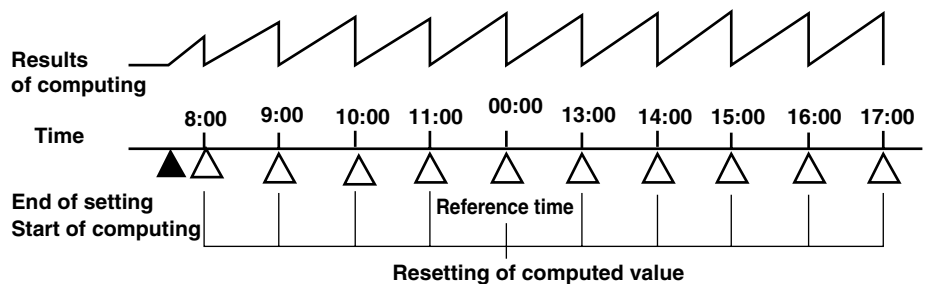 Results
of computing
8:00 9:00 10:00 11:00 00:00 13:00 14:00 15:00 16:00 17:00
Time
End of setting
Start of computing
Reference time
Resetting of computed value